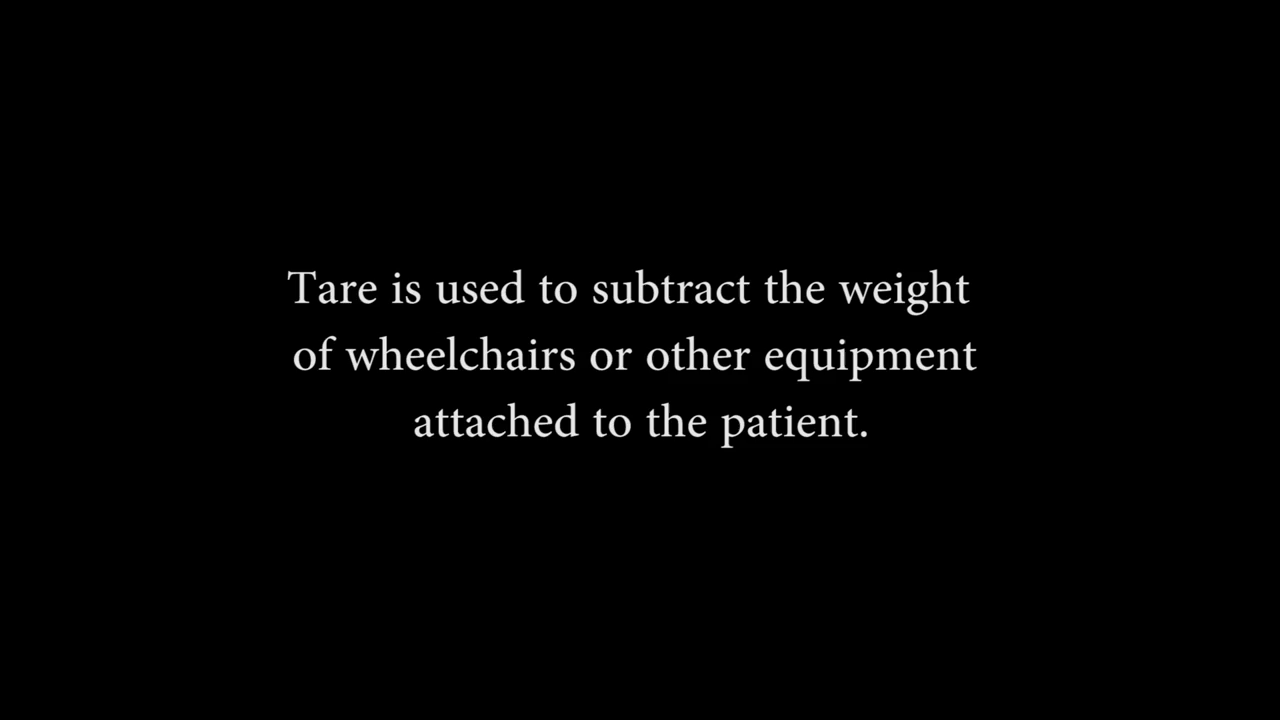 Tare is used to subtract the weight
of wheelchairs or other equipment
attached to the patient.